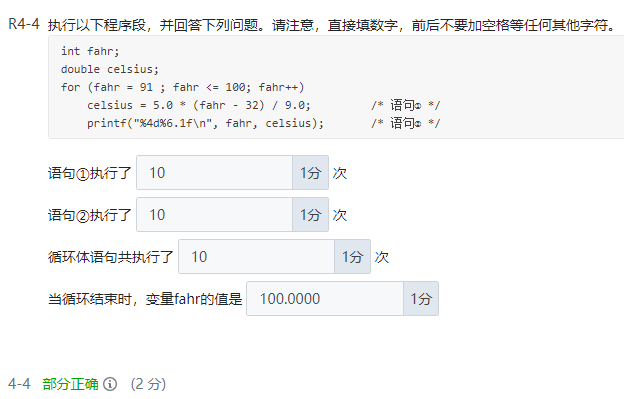 R4-4 执行以下程序段，并回答下列问题。请注意，直接填数字，前后不要加空格等任何其他字符。
int fahr;
double celsius;
for (fahr = 91 ; fahr <= 100; fahr++)
celsius = 5.0 * (fahr - 32) / 9.0; /* 语句① */
printf("%4d%6.1f\n", fahr, celsius); /* 语句② */
语句①执行了 10 1分 次
语句②执行了 10 1分 次
循环体语句共执行了 10 1分 次
当循环结束时，变量fahr的值是 100.0000 1分
4-4 部分正确 (2 分)